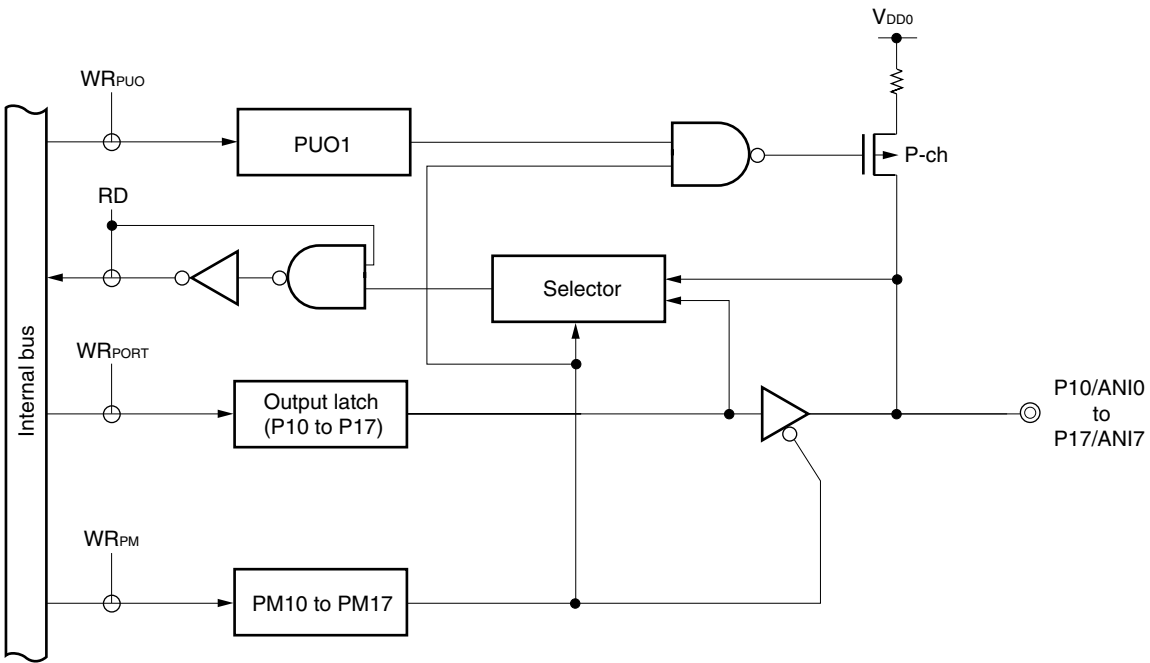 VDD0
WRPUO
PUO1
P-ch
RD
Selector
Internal bus
WRPORT
Output latch
(P10 to P17)
P10/ANI0
to
P17/ANI7
WRPM
PM10 to PM17